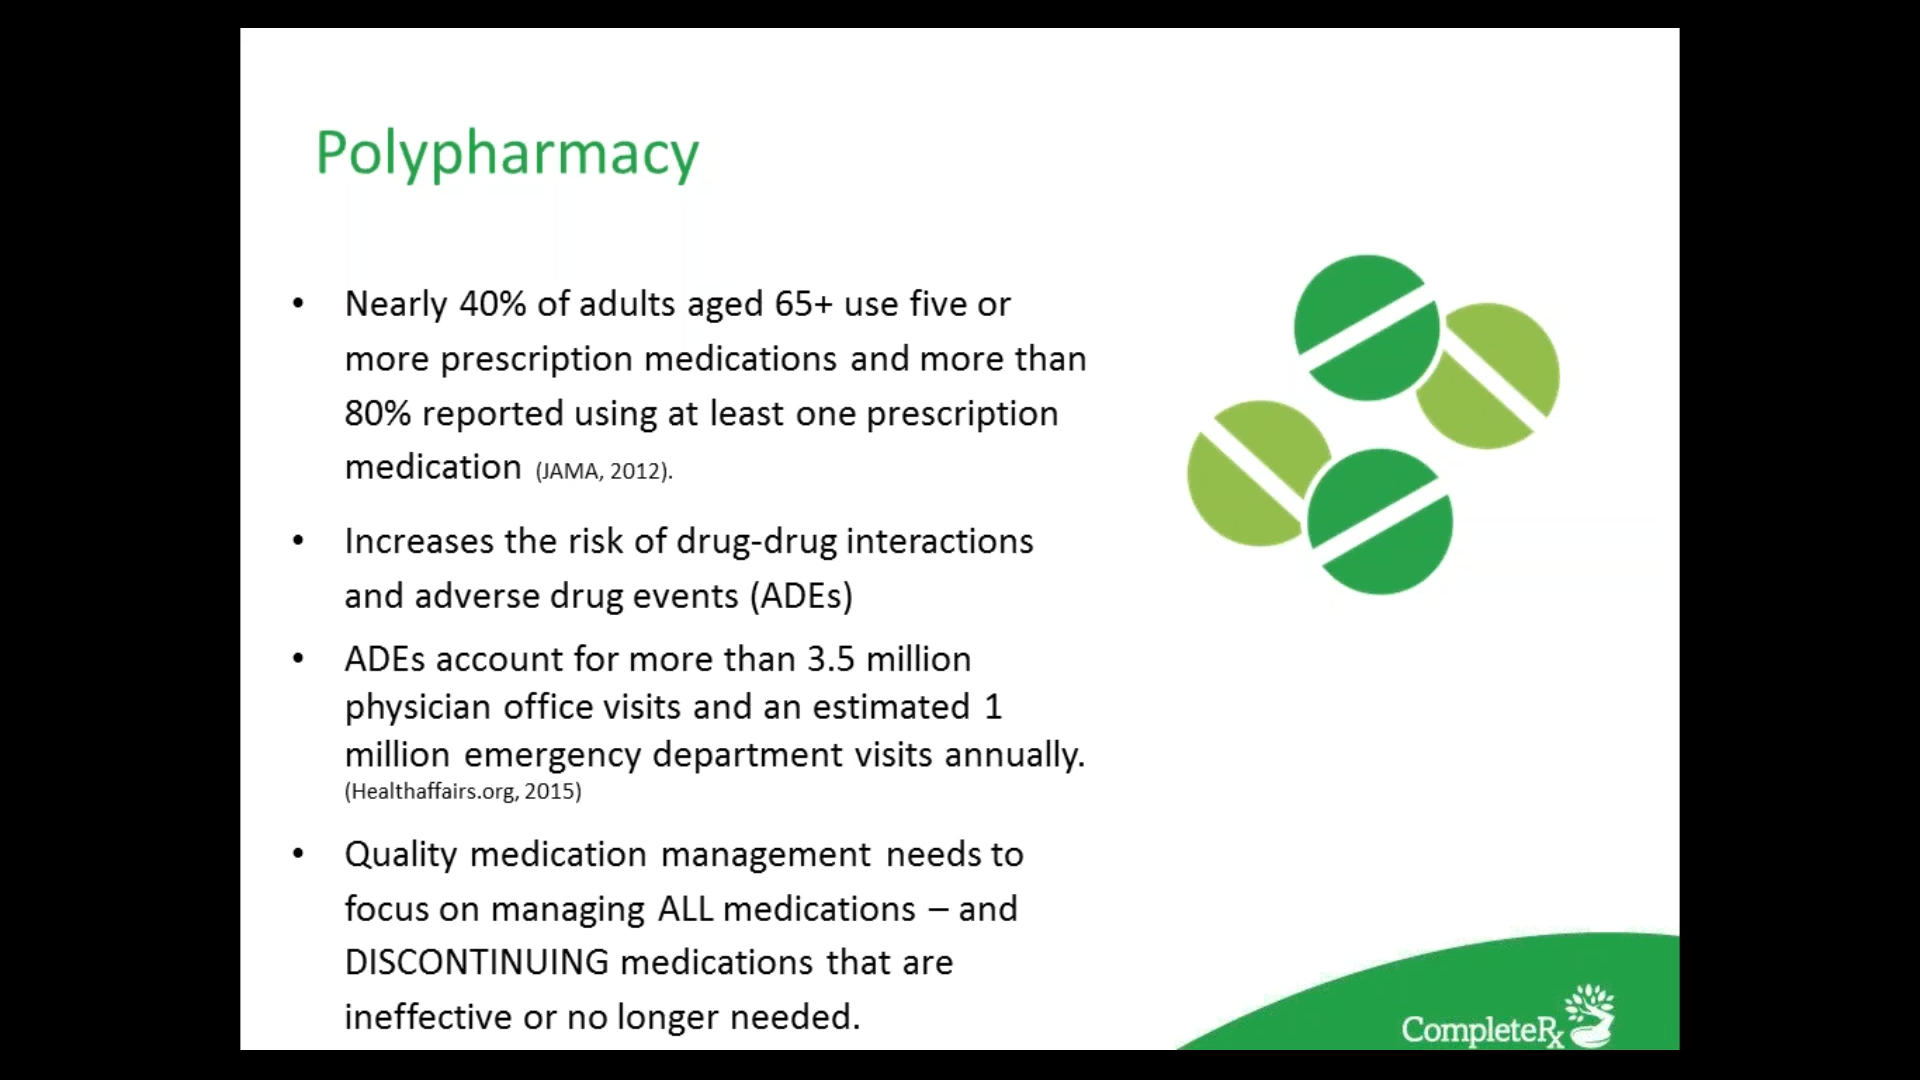 Polypharmacy
• Nearly 40% of adults aged 65+ use five or
more prescription medications and more than
80% reported using at least one prescription
medication (JAMA, 2012).
• Increases the risk of drug-drug interactions
and adverse drug events (ADEs)
• ADEs account for more than 3.5 million
physician office visits and an estimated 1
million emergency department visits annually.
(Healthaffairs.org, 2015)
• Quality medication management needs to
focus on managing ALL medications – and
DISCONTINUING medications that are
ineffective or no longer needed.
CompleteRx